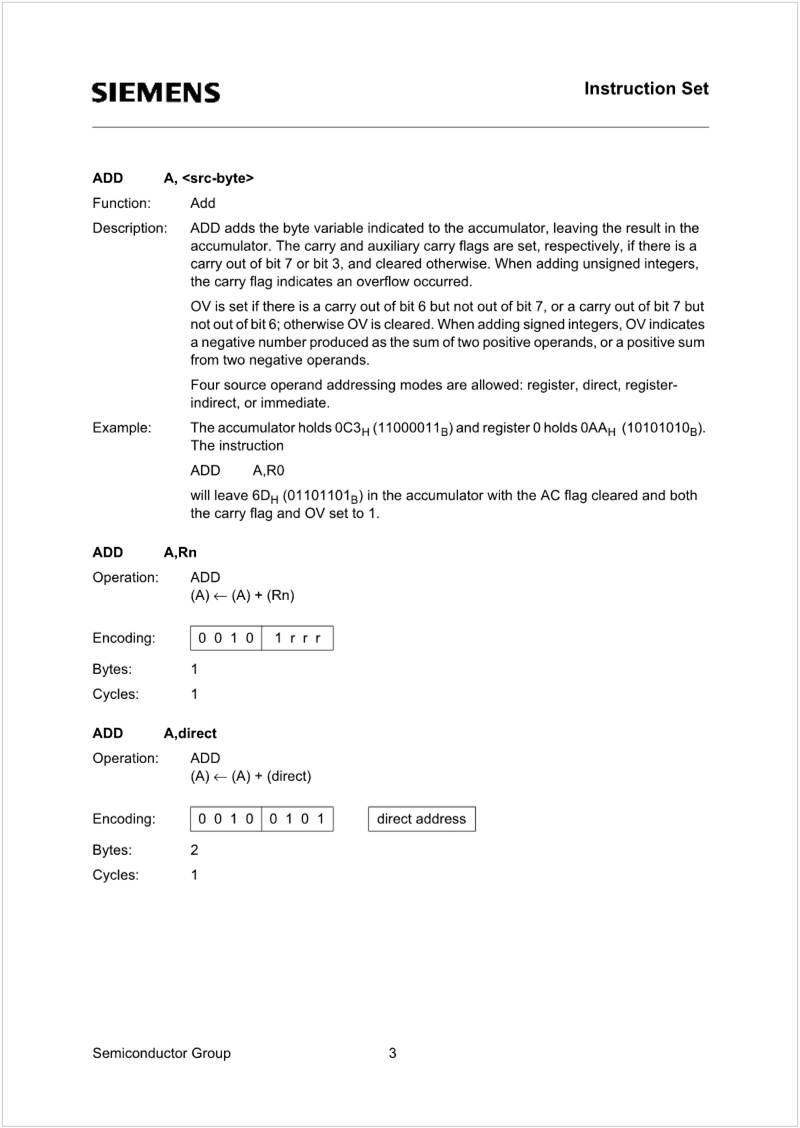 SIEMENS
Instruction Set
ADD A, <src-byte>
Function: Add
Description: ADD adds the byte variable indicated to the accumulator, leaving the result in the
accumulator. The carry and auxiliary carry flags are set, respectively, if there is a
carry out of bit 7 or bit 3, and cleared otherwise. When adding unsigned integers,
the carry flag indicates an overflow occurred.
OV is set if there is a carry out of bit 6 but not out of bit 7, or a carry out of bit 7 but
not out of bit 6; otherwise OV is cleared. When adding signed integers, OV indicates
a negative number produced as the sum of two positive operands, or a positive sum
from two negative operands.
Four source operand addressing modes are allowed: register, direct, register-
indirect, or immediate.
Example: The accumulator holds 0C3H (11000011B) and register 0 holds 0AAH (10101010B).
The instruction
ADD A,R0
will leave 6DH (01101101B) in the accumulator with the AC flag cleared and both
the carry flag and OV set to 1.
ADD A,Rn
Operation: ADD
(A) ← (A) + (Rn)
Encoding: 0 0 1 0 1 r r r
Bytes: 1
Cycles: 1
ADD A,direct
Operation: ADD
(A) ← (A) + (direct)
Encoding: 0 0 1 0 0 1 0 1 direct address
Bytes: 2
Cycles: 1
Semiconductor Group 3